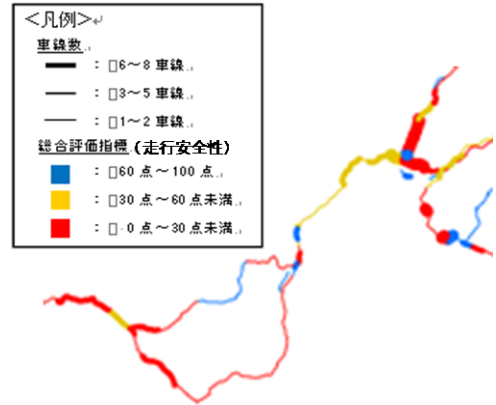 <凡例>↵
車線数
: □6～8 車線
: □3～5 車線
: □1～2 車線
総合評価指標(走行安全性)
: □60 点～100 点
: □30 点～60 点未満
: □ 0 点～30 点未満